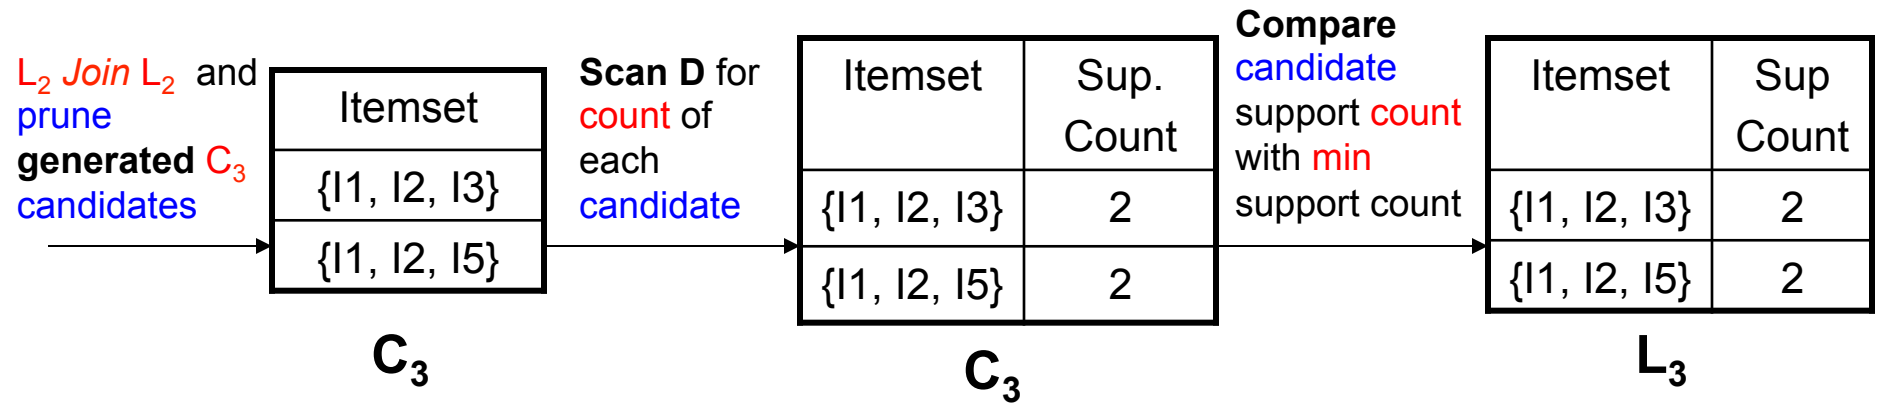 L2 Join L2 and
prune
generated C3
candidates
Itemset
{I1, I2, I3}
{I1, I2, I5}
C3
Scan D for
count of
each
candidate
Itemset Sup.
Count
{I1, I2, I3} 2
{I1, I2, I5} 2
C3
Compare
candidate
support count
with min
support count
Itemset Sup
Count
{I1, I2, I3} 2
{I1, I2, I5} 2
L3